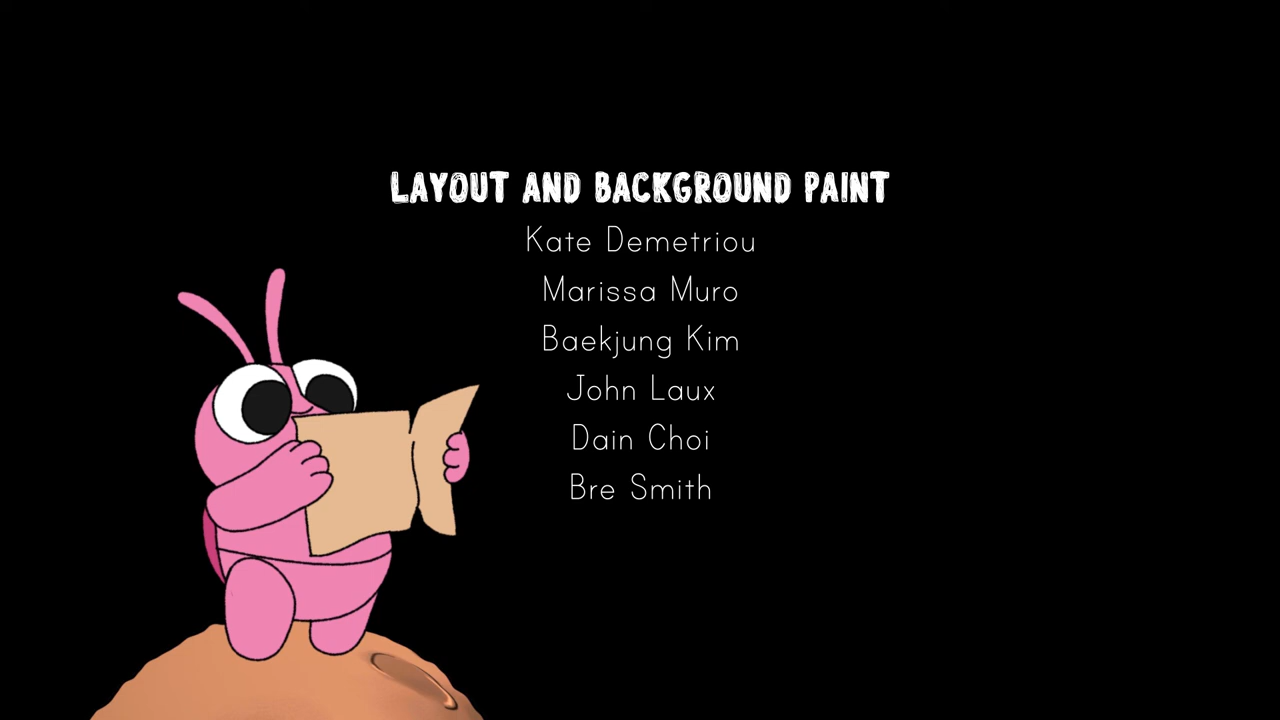 LAYOUT AND BACKGROUND PAINT
Kate Demetriou
Marissa Muro
Baekjung Kim
John Laux
Dain Choi
Bre Smith